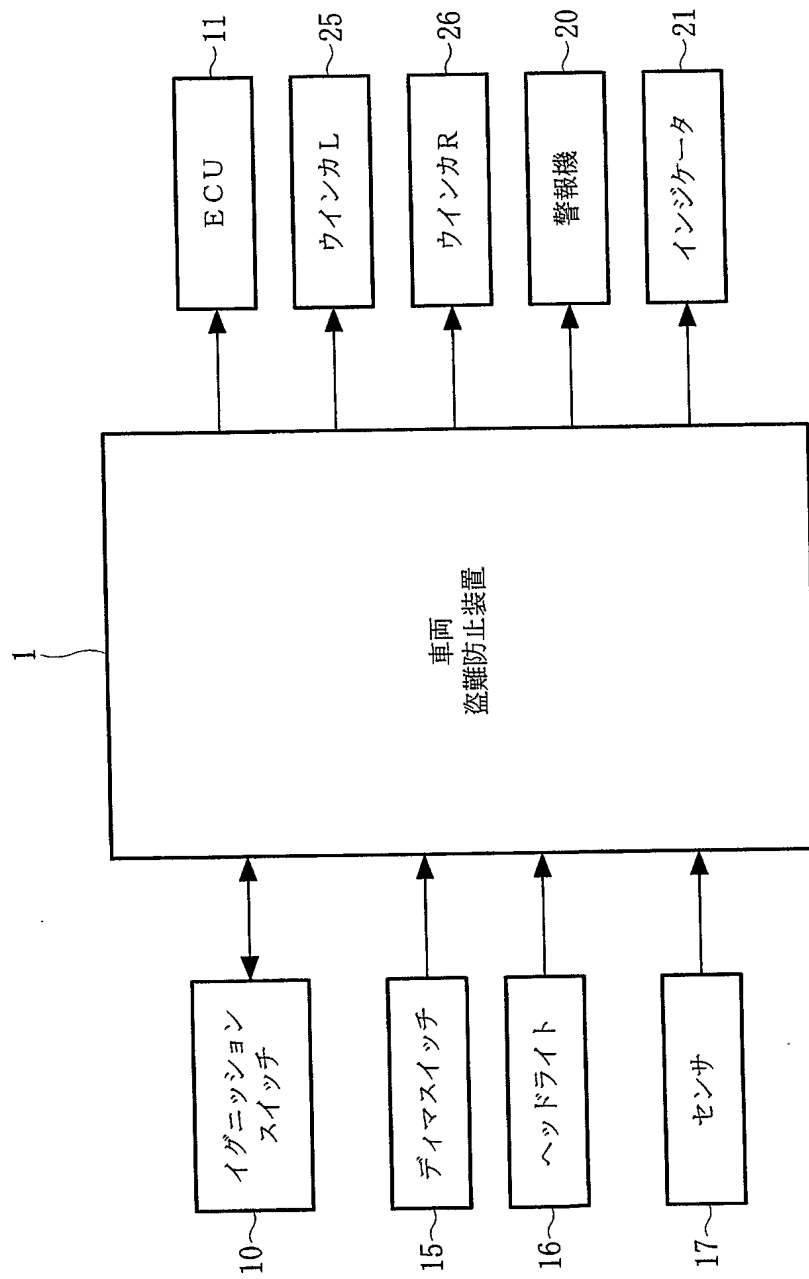 1
車両
盗難防止装置
10
イグニッション
スイッチ
15
ディマスイッチ
16
ヘッドライト
17
センサ
ECU
11
ウインカL
25
ウインカR
26
警報機
20
インジケータ
21